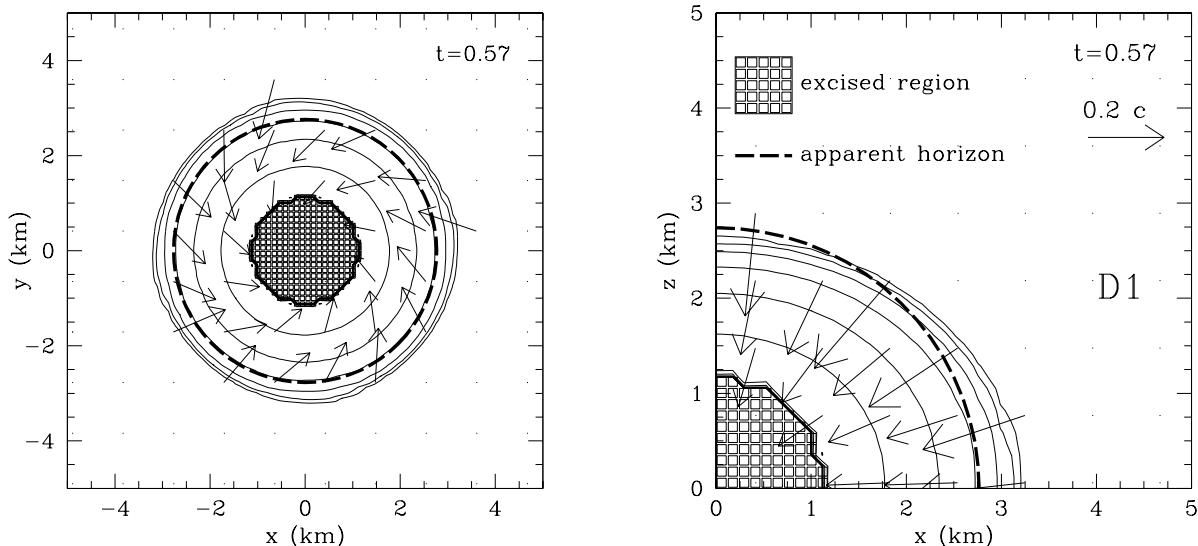 t=0.57
4
2
0
−2
−4
y (km)
−4 −2 0 2 4
x (km)
t=0.57
excised region
0.2 c
apparent horizon
D1
5
4
3
2
1
0
z (km)
0 1 2 3 4 5
x (km)